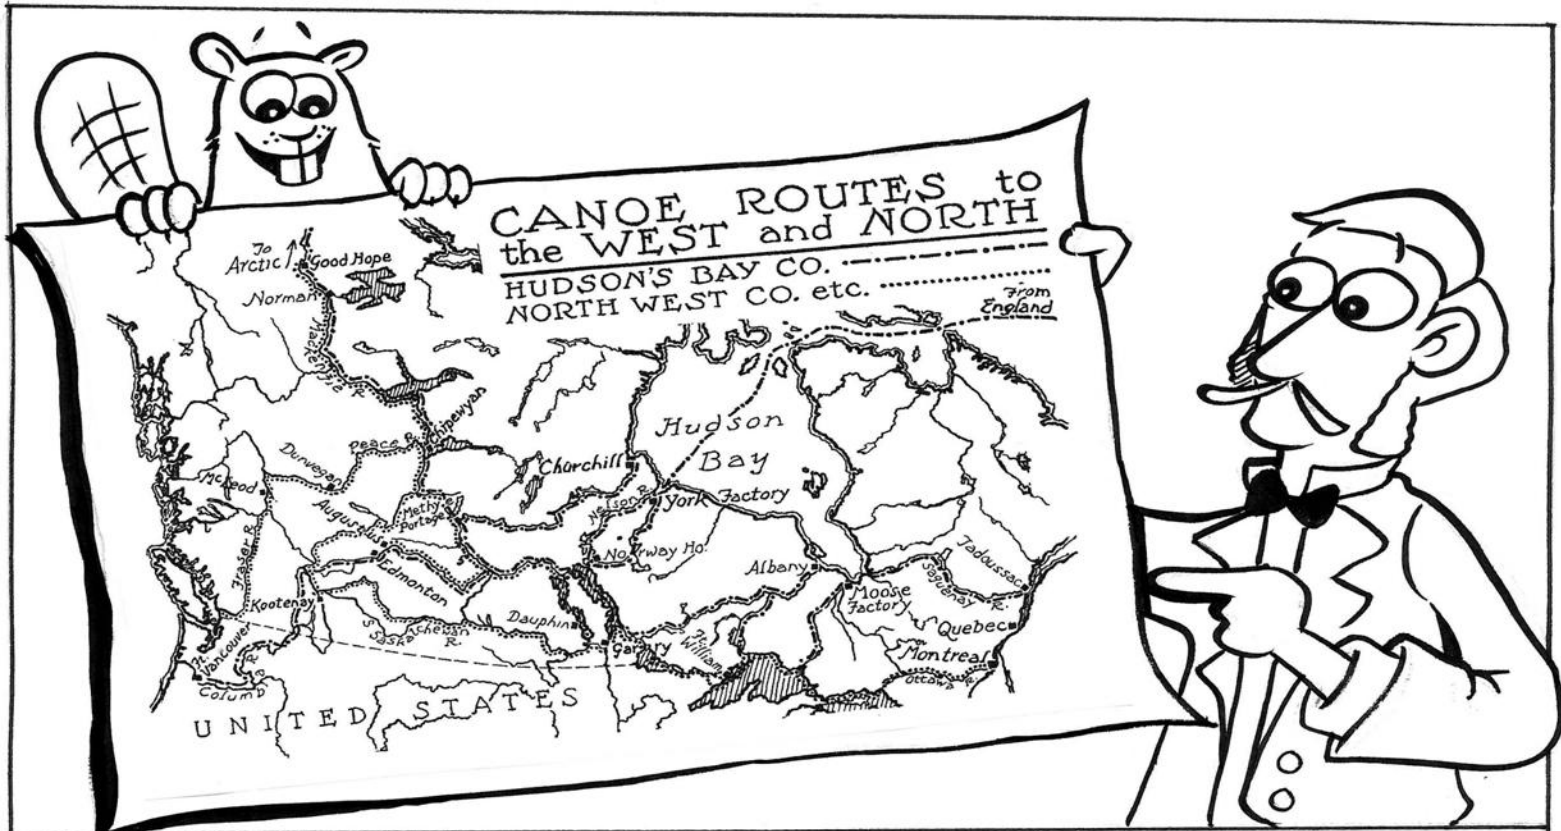 CANOE ROUTES to
the WEST and NORTH
HUDSON'S BAY CO.
NORTH WEST CO. etc.
From
England
To
Arctic
Good Hope
Norman
Mackenzie R.
Chipewyan
Peace R.
Dunvegan
McLeod
Hudson
Bay
Churchill
Nelson R.
York Factory
Methye
Portage
Augustus
Fraser R.
Norway Ho.
Edmonton
Albany
Tadoussac
Saguenay R.
Moose
Factory
Kootenay
Dauphin
Quebec
S. Saskatchewan
R.
Garry
Ft.
William
Montreal
Ottawa R.
Ft.
Vancouver
UNITED STATES